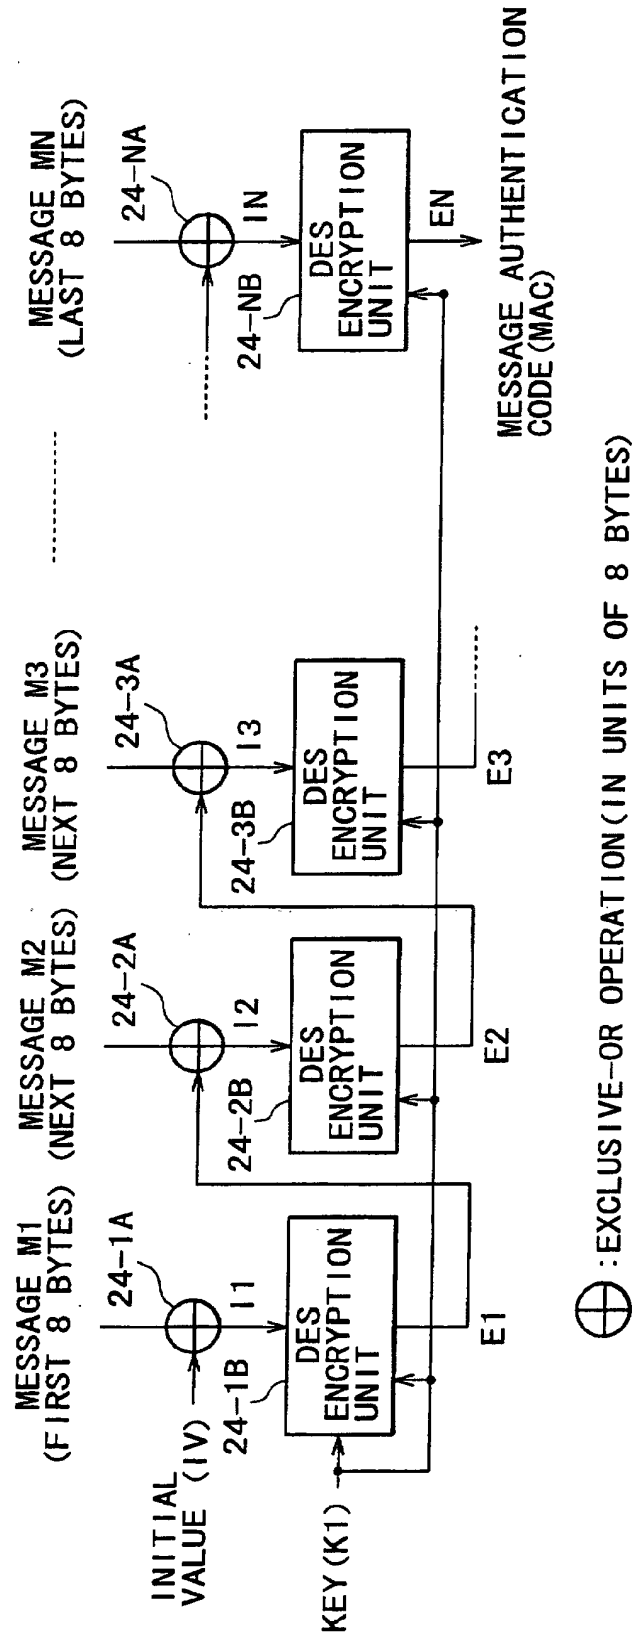 MESSAGE M1
(FIRST 8 BYTES)
MESSAGE M2
(NEXT 8 BYTES)
MESSAGE M3
(NEXT 8 BYTES)
MESSAGE MN
(LAST 8 BYTES)
24-1A
24-2A
24-3A
24-NA
INITIAL
VALUE (IV)
I1
I2
I3
IN
24-1B
24-2B
24-3B
24-NB
DES
ENCRYPTION
UNIT
DES
ENCRYPTION
UNIT
DES
ENCRYPTION
UNIT
DES
ENCRYPTION
UNIT
KEY(K1)
E1
E2
E3
EN
MESSAGE AUTHENTICATION
CODE(MAC)
:EXCLUSIVE-OR OPERATION(IN UNITS OF 8 BYTES)